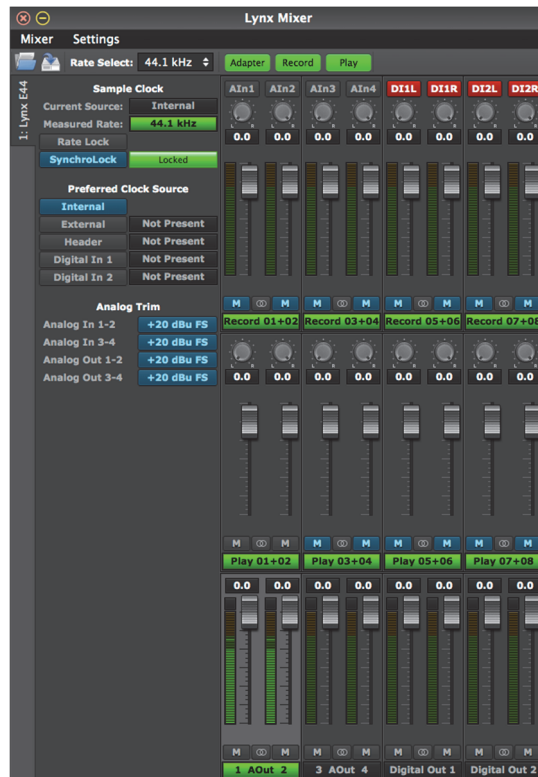 Lynx Mixer
Mixer Settings
Rate Select: 44.1 kHz Adapter Record Play
1: Lynx E44
Sample Clock
Current Source: Internal
Measured Rate: 44.1 kHz
Rate Lock
SynchroLock Locked
Preferred Clock Source
Internal
External Not Present
Header Not Present
Digital In 1 Not Present
Digital In 2 Not Present
Analog Trim
Analog In 1-2 +20 dBu FS
Analog In 3-4 +20 dBu FS
Analog Out 1-2 +20 dBu FS
Analog Out 3-4 +20 dBu FS
AIn1 AIn2 AIn3 AIn4 DI1L DI1R DI2L DI2R
L R L R L R L R L R L R L R L R
0.0 0.0 0.0 0.0 0.0 0.0 0.0 0.0
M M M M M M M M
Record 01+02 Record 03+04 Record 05+06 Record 07+08
L R L R L R L R L R L R L R L R
0.0 0.0 0.0 0.0 0.0 0.0 0.0 0.0
M M M M M M M M
Play 01+02 Play 03+04 Play 05+06 Play 07+08
0.0 0.0 0.0 0.0 0.0 0.0 0.0 0.0
M M M M M M M M
1 AOut 2 3 AOut 4 Digital Out 1 Digital Out 2